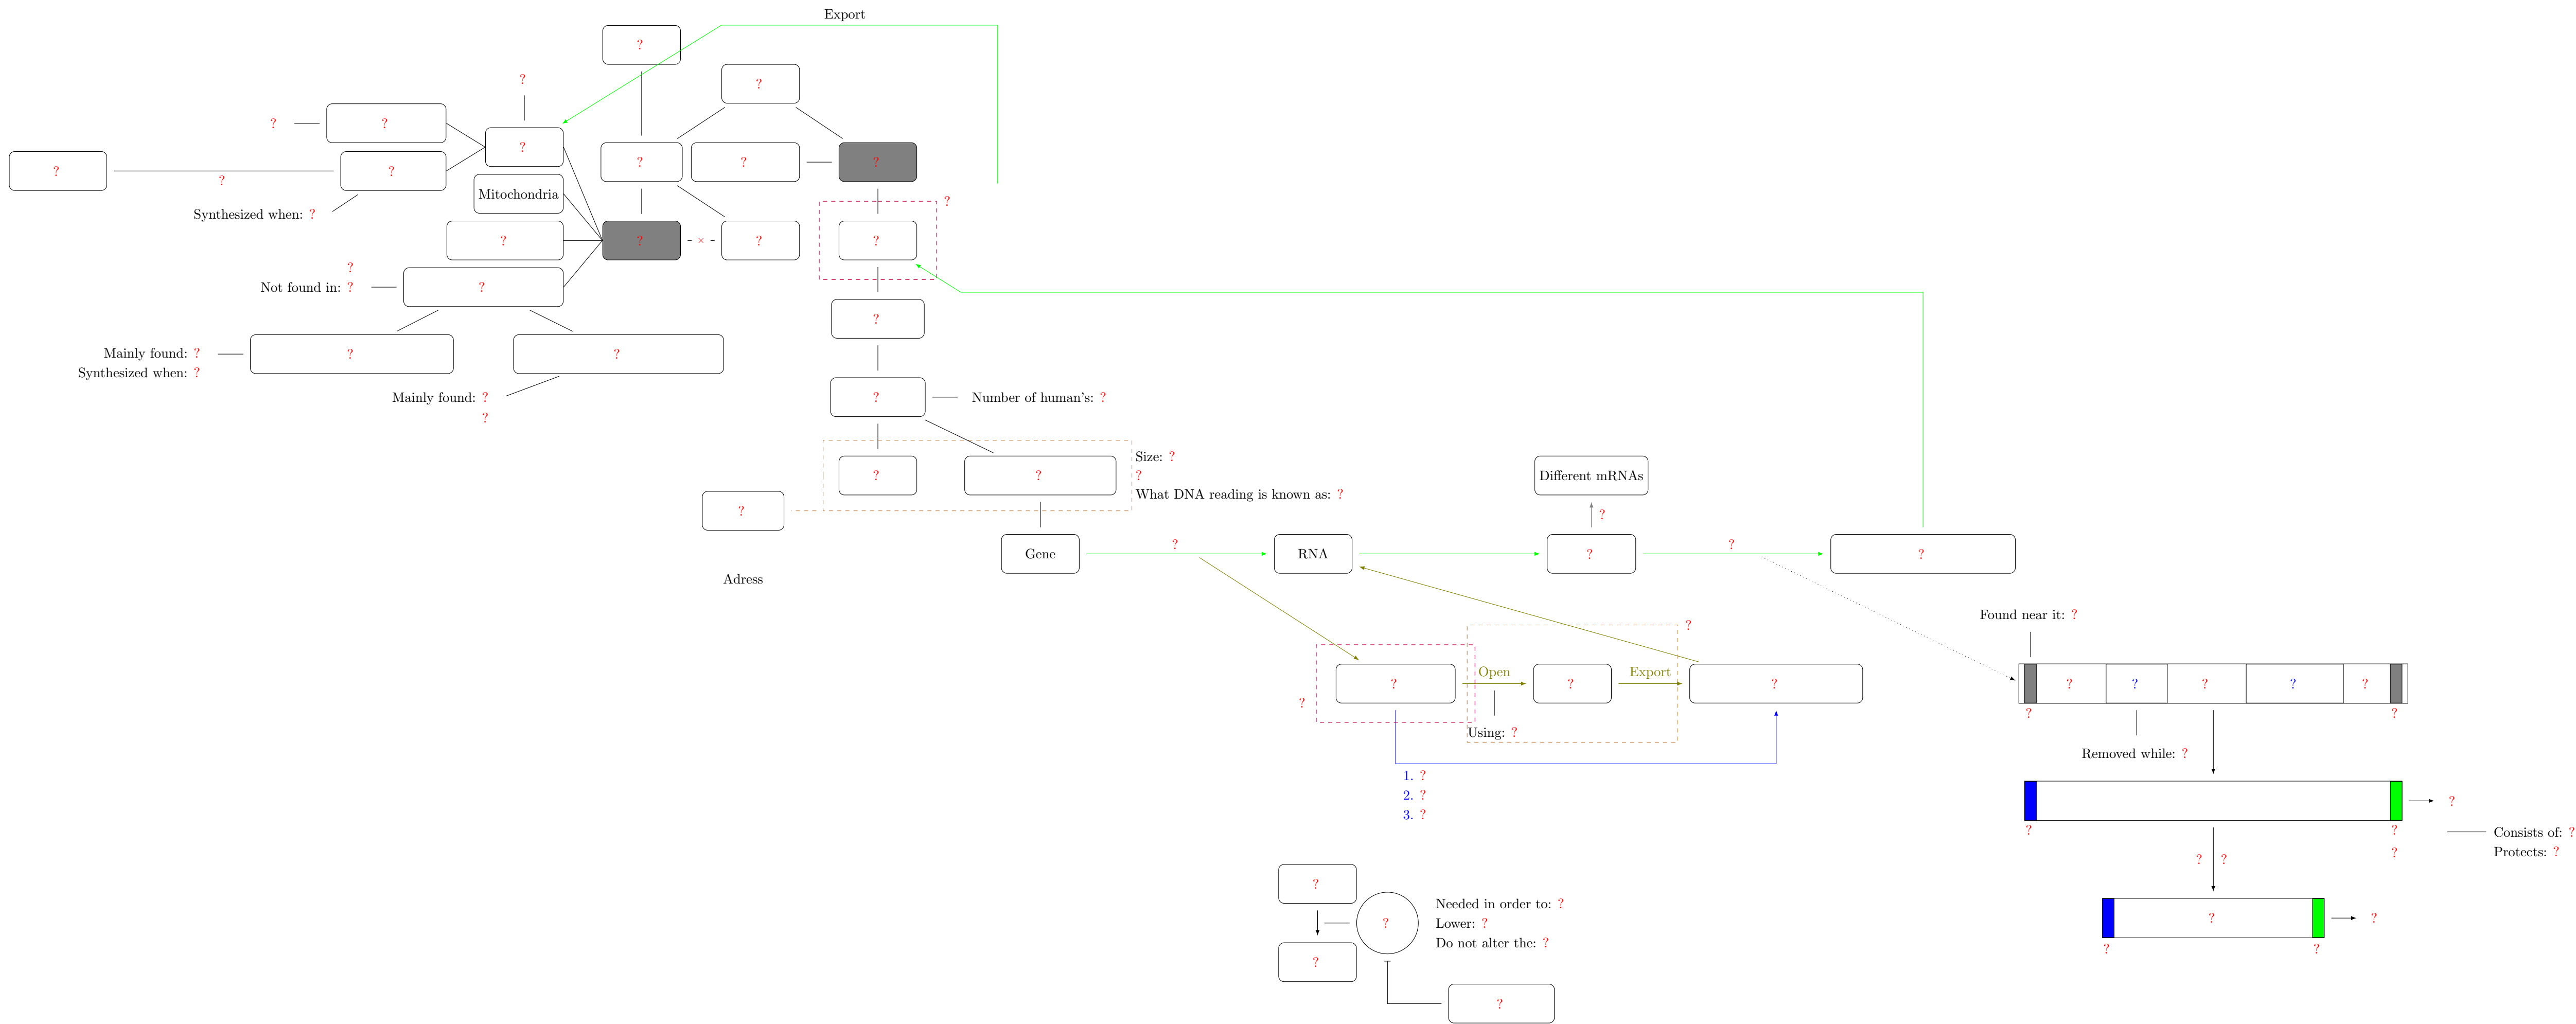 Export
?
?
?
?
?
?
?
?
?
?
?
?
?
Mitochondria
?
Synthesized when: ?
?
?
? × ?
?
?
Not found in: ?
?
?
Mainly found: ?
Synthesized when: ?
?
?
Mainly found: ?
?
?
Number of human's: ?
?
?
Size: ?
?
What DNA reading is known as: ?
Different mRNAs
?
?
Adress
Gene
?
RNA
?
?
?
Found near it: ?
?
?
?
Open
?
Export
?
Using: ?
? ? ? ? ?
? ?
Removed while: ?
1. ?
2. ?
3. ?
?
? ?
?
Consists of: ?
Protects: ?
? ?
?
?
? ?
?
?
?
Needed in order to: ?
Lower: ?
Do not alter the: ?
?